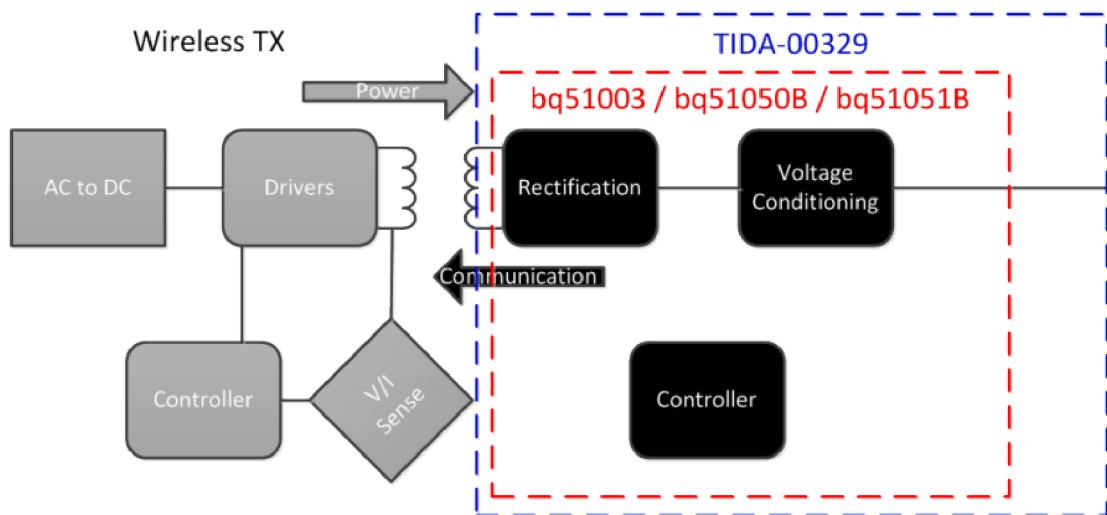 Wireless TX
TIDA-00329
Power
bq51003 / bq51050B / bq51051B
AC to DC
Drivers
Rectification
Voltage
Conditioning
Communication
Controller
V/I
Sense
Controller